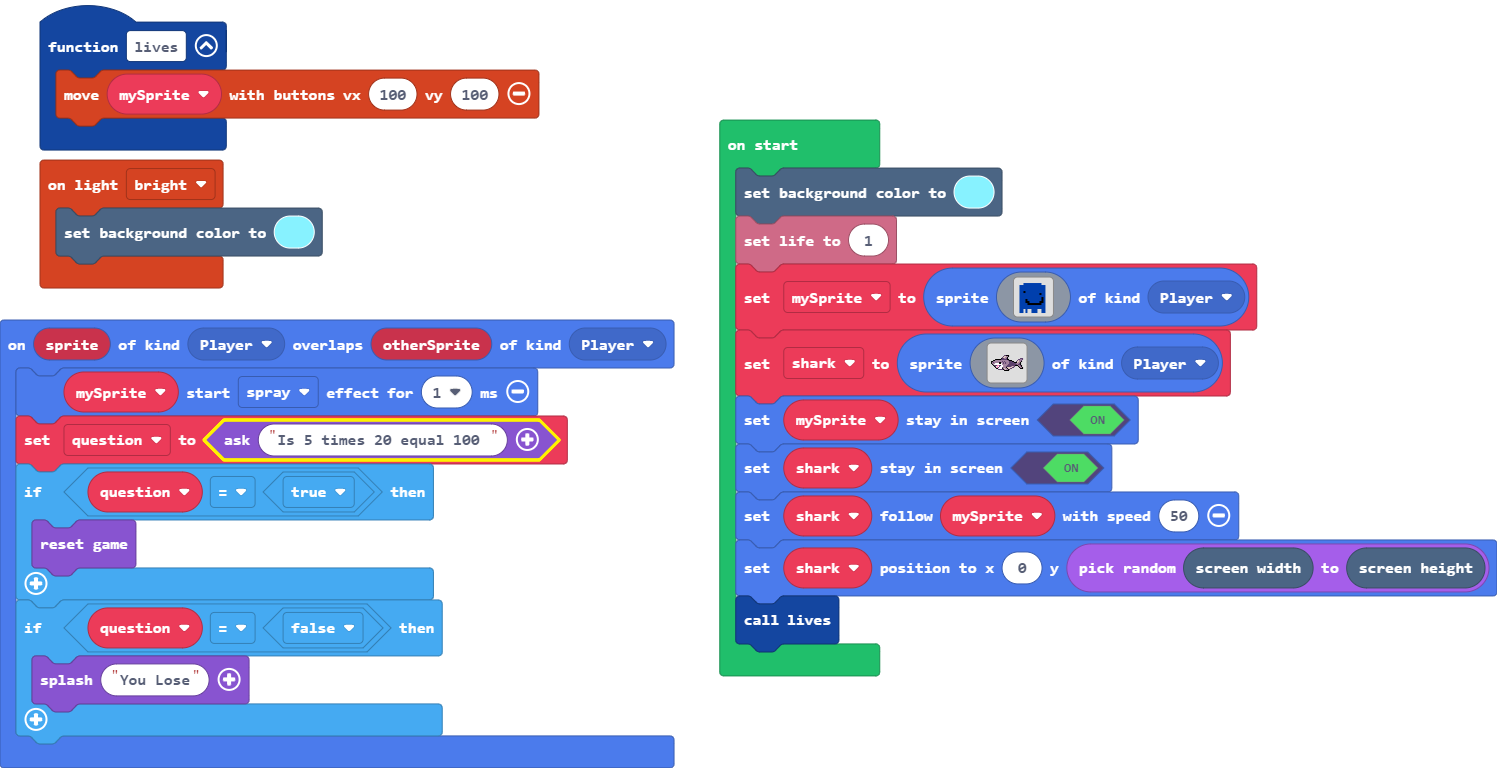 function lives
move mySprite with buttons vx 100 vy 100
on light bright
set background color to
on sprite of kind Player overlaps otherSprite of kind Player
mySprite start spray effect for 1 ms
set question to ask "Is 5 times 20 equal 100 "
if question = true then
reset game
if question = false then
splash "You Lose"
on start
set background color to
set life to 1
set mySprite to sprite of kind Player
set shark to sprite of kind Player
set mySprite stay in screen ON
set shark stay in screen ON
set shark follow mySprite with speed 50
set shark position to x 0 y pick random screen width to screen height
call lives